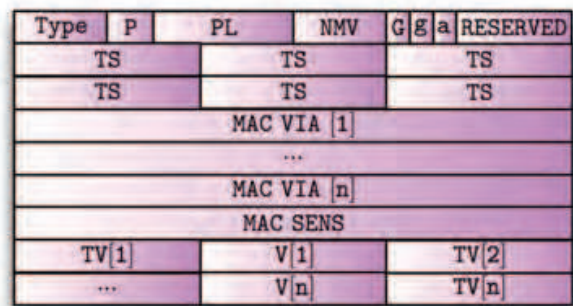 Type P PL NMV G g a RESERVED
TS TS TS
TS TS TS
MAC VIA [1]
...
MAC VIA [n]
MAC SENS
TV[1] V[1] TV[2]
... V[n] TV[n]